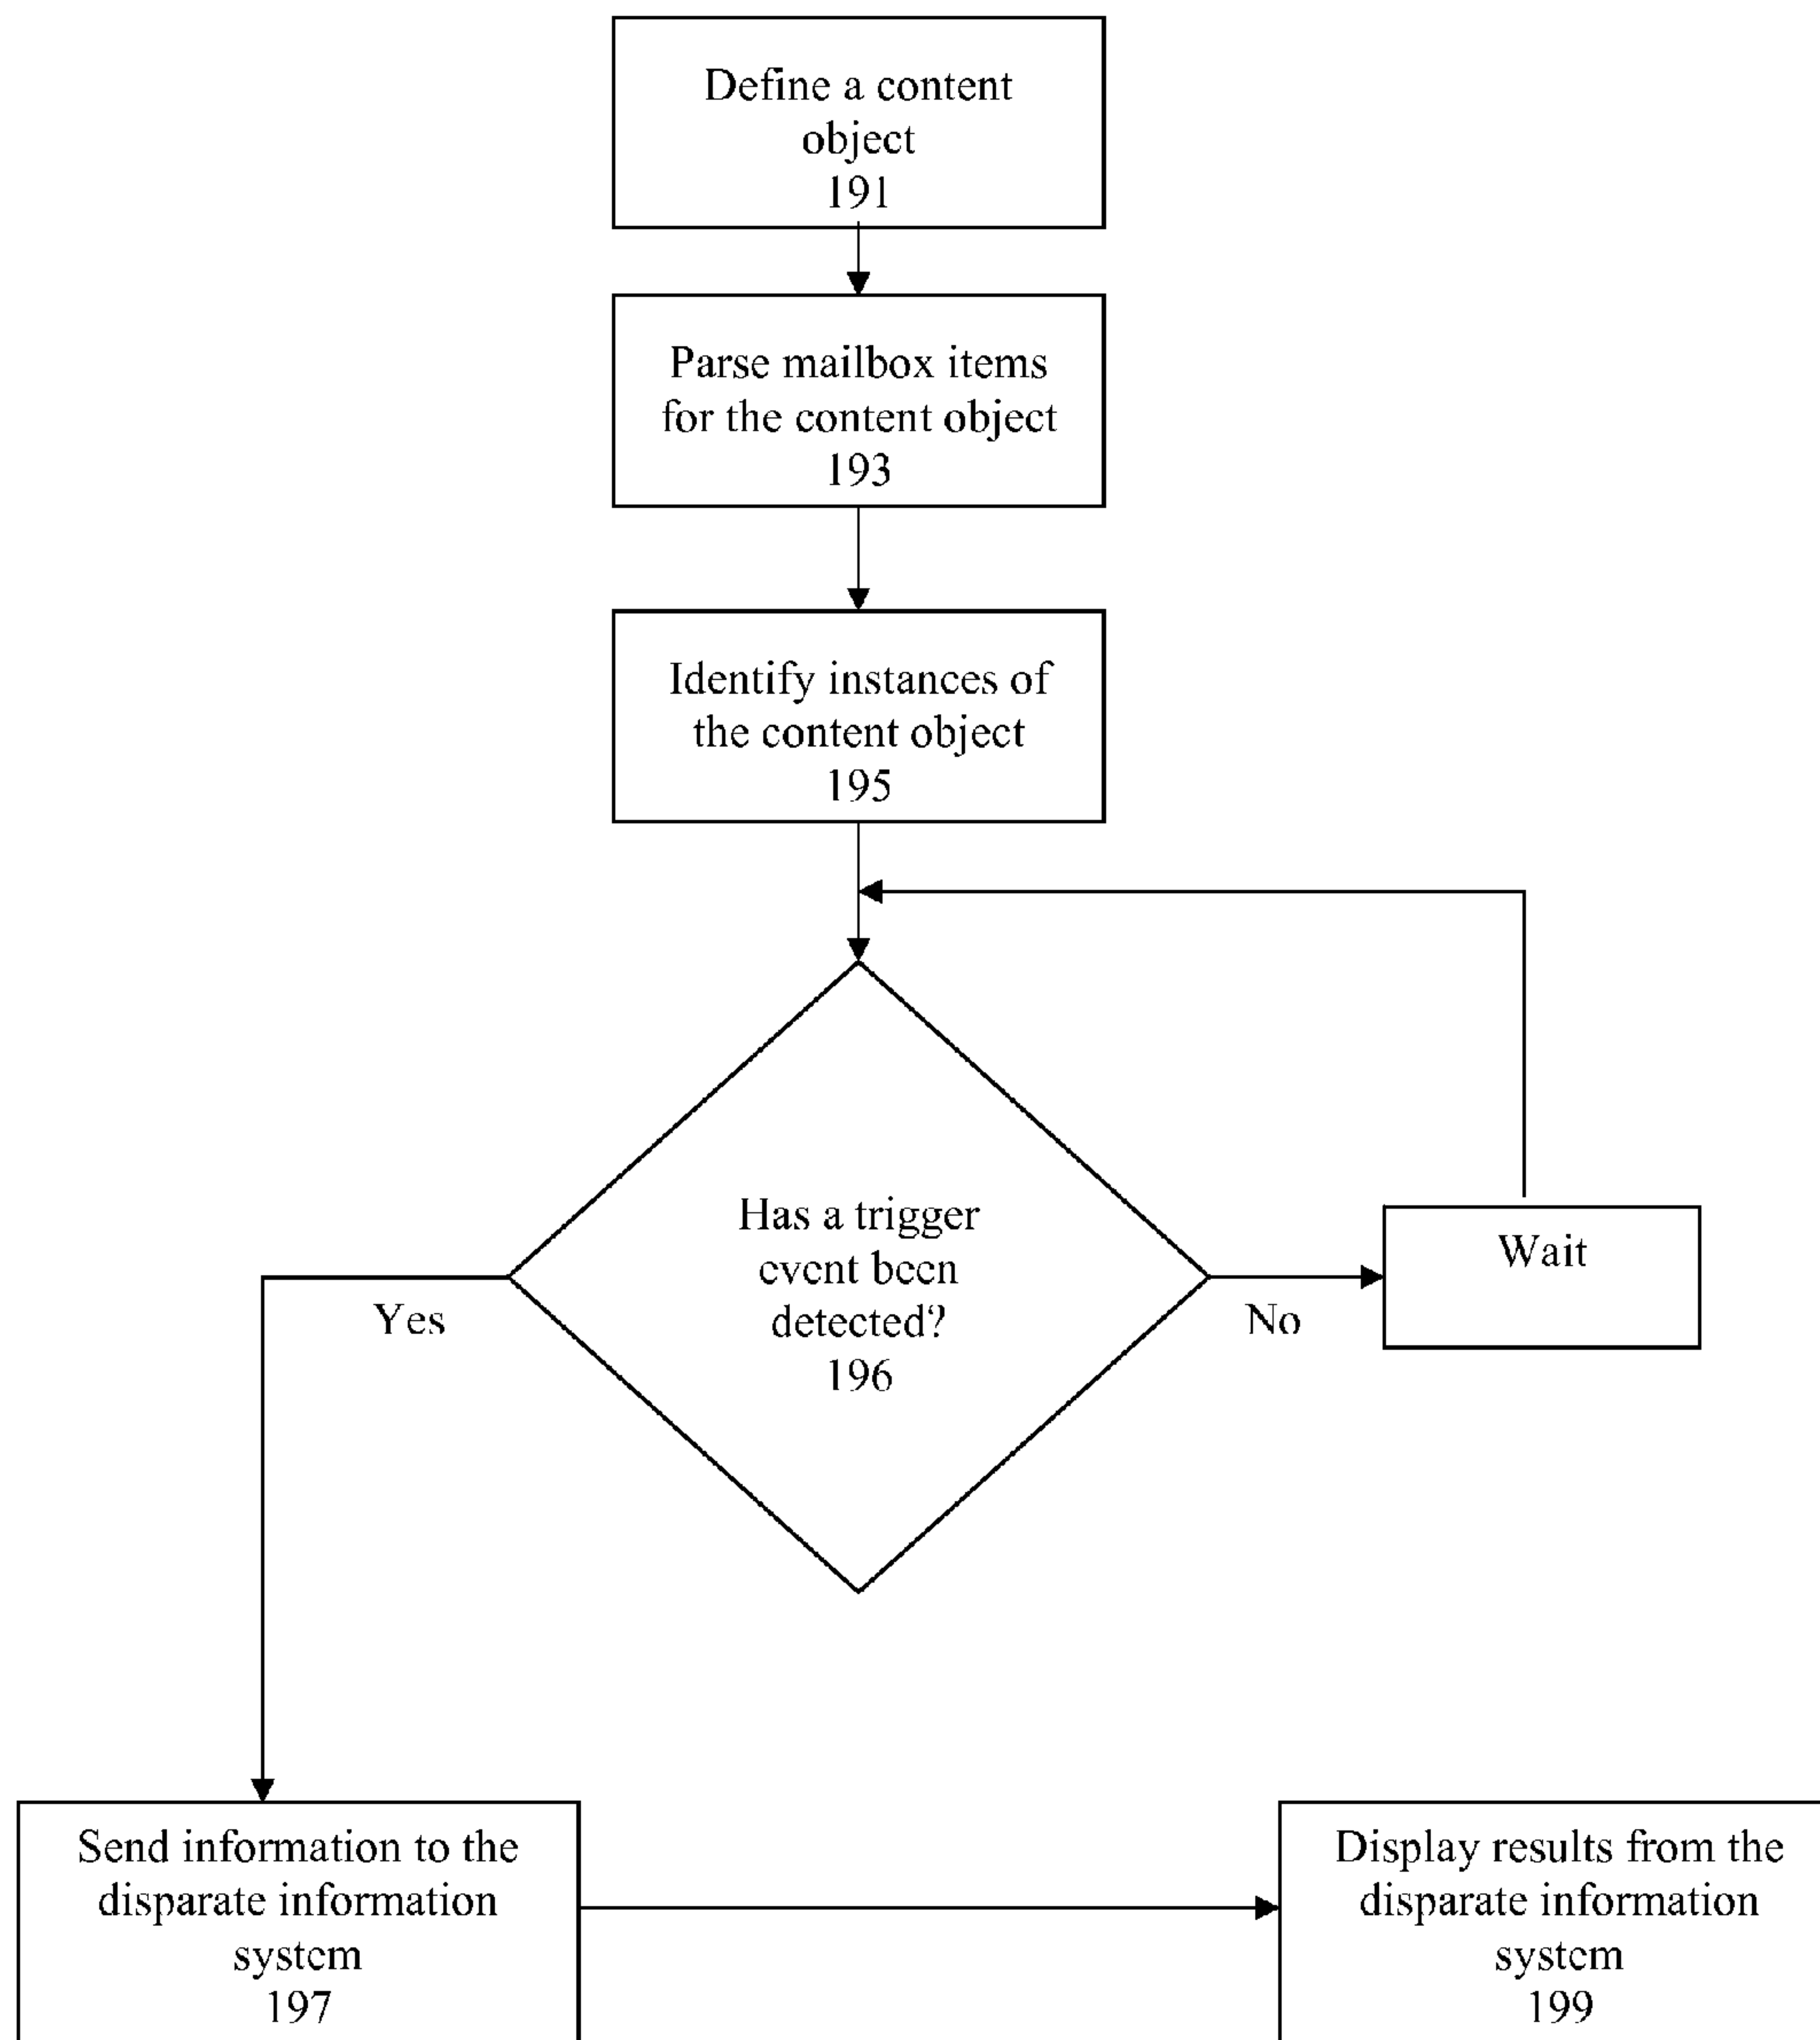 Define a content
object
191
Parse mailbox items
for the content object
193
Identify instances of
the content object
195
Has a trigger
event been
detected?
196
Yes
No
Wait
Send information to the
disparate information
system
197
Display results from the
disparate information
system
199